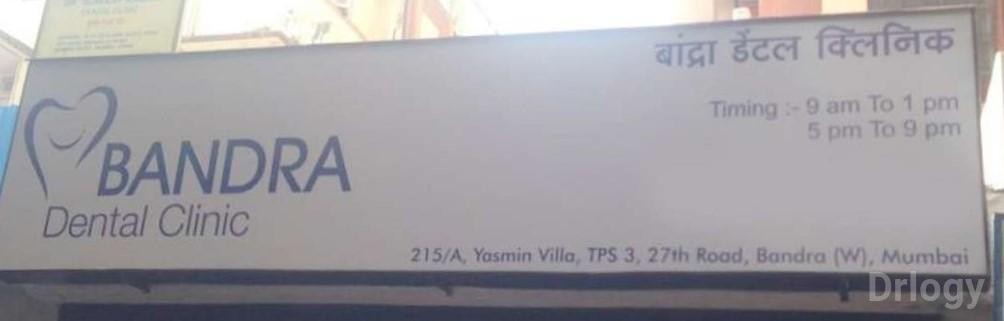 बांद्रा डेंटल क्लिनिक
Timing :- 9 am To 1 pm
5 pm To 9 pm
BANDRA
Dental Clinic
215/A, Yasmin Villa, TPS 3, 27th Road, Bandra (W), Mumbai
Drlogy